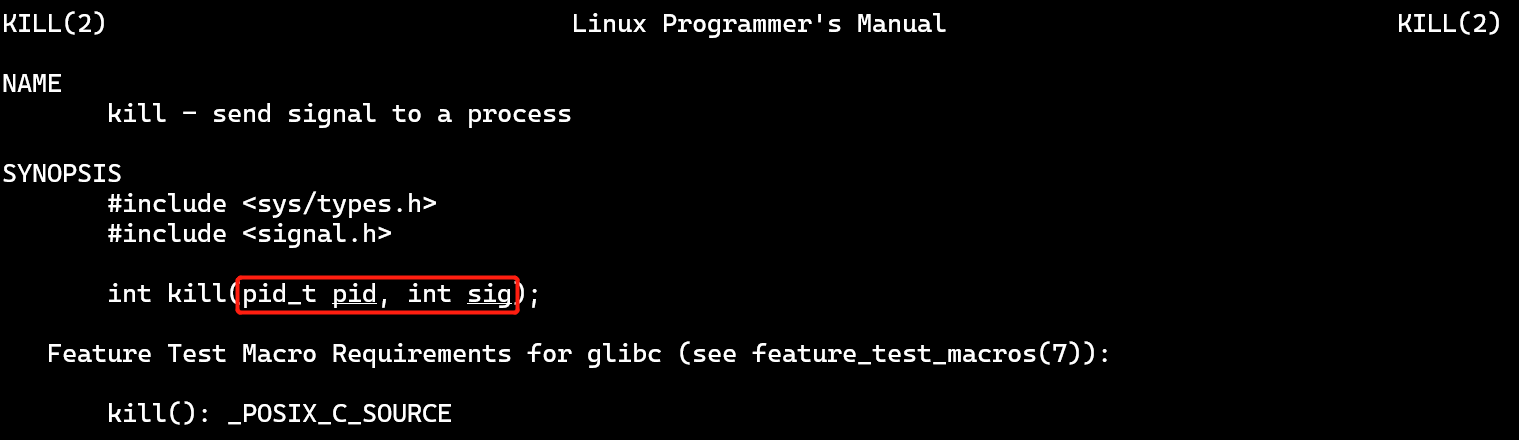 KILL(2) Linux Programmer's Manual KILL(2)
NAME
kill - send signal to a process
SYNOPSIS
#include <sys/types.h>
#include <signal.h>
int kill(pid_t pid, int sig);
Feature Test Macro Requirements for glibc (see feature_test_macros(7)):
kill(): _POSIX_C_SOURCE